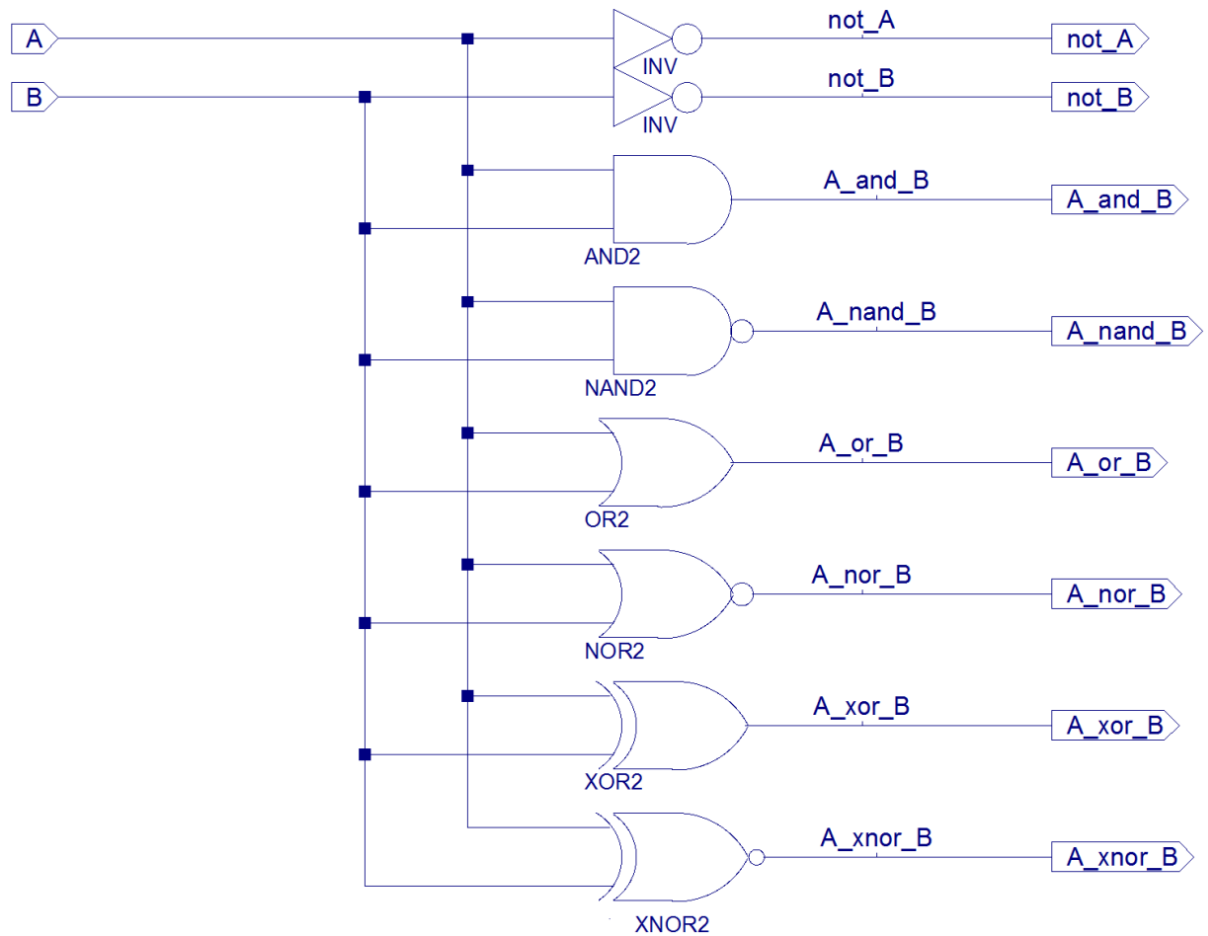 A
not_A
not_A
INV
B
not_B
not_B
INV
A_and_B
A_and_B
AND2
A_nand_B
A_nand_B
NAND2
A_or_B
A_or_B
OR2
A_nor_B
A_nor_B
NOR2
A_xor_B
A_xor_B
XOR2
A_xnor_B
A_xnor_B
XNOR2